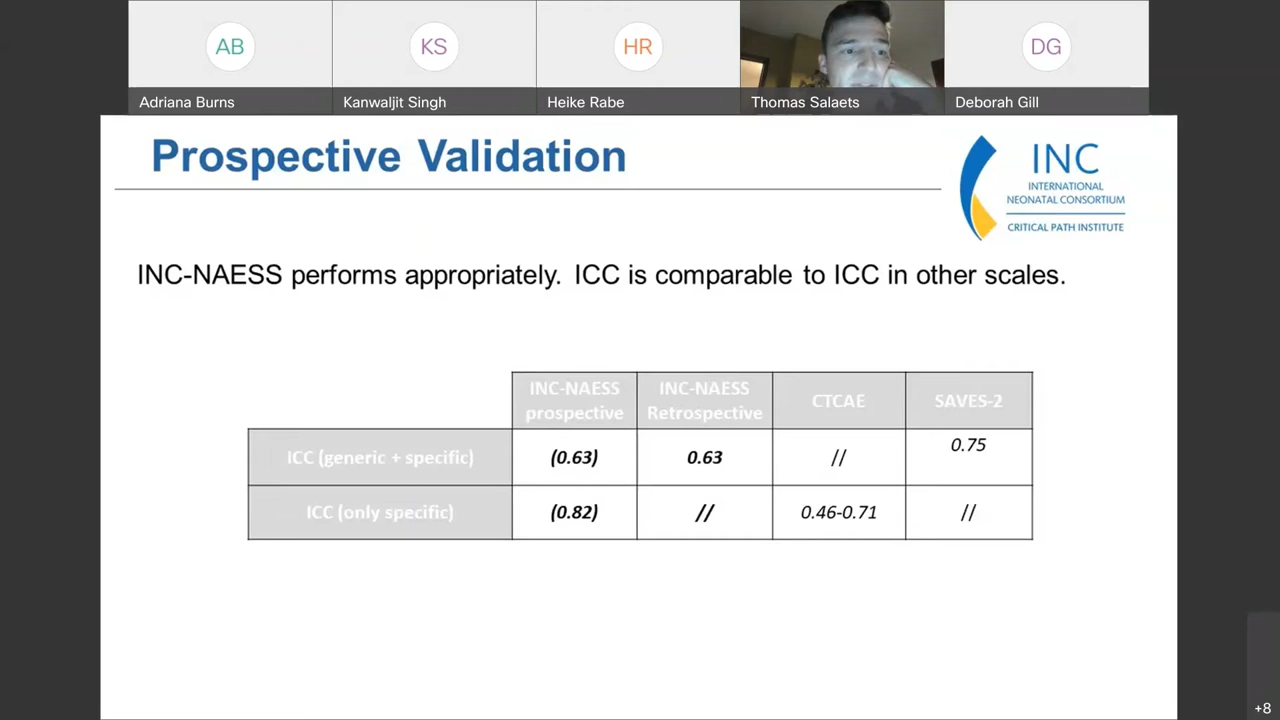 AB
KS
HR
DG
Adriana Burns
Kanwaljit Singh
Heike Rabe
Thomas Salaets
Deborah Gill
Prospective Validation
INC
INTERNATIONAL
NEONATAL CONSORTIUM
CRITICAL PATH INSTITUTE
INC-NAESS performs appropriately. ICC is comparable to ICC in other scales.
INC-NAESS
prospective
INC-NAESS
Retrospective
CTCAE
SAVES-2
ICC (generic + specific)
(0.63)
0.63
//
0.75
ICC (only specific)
(0.82)
//
0.46-0.71
//
+8